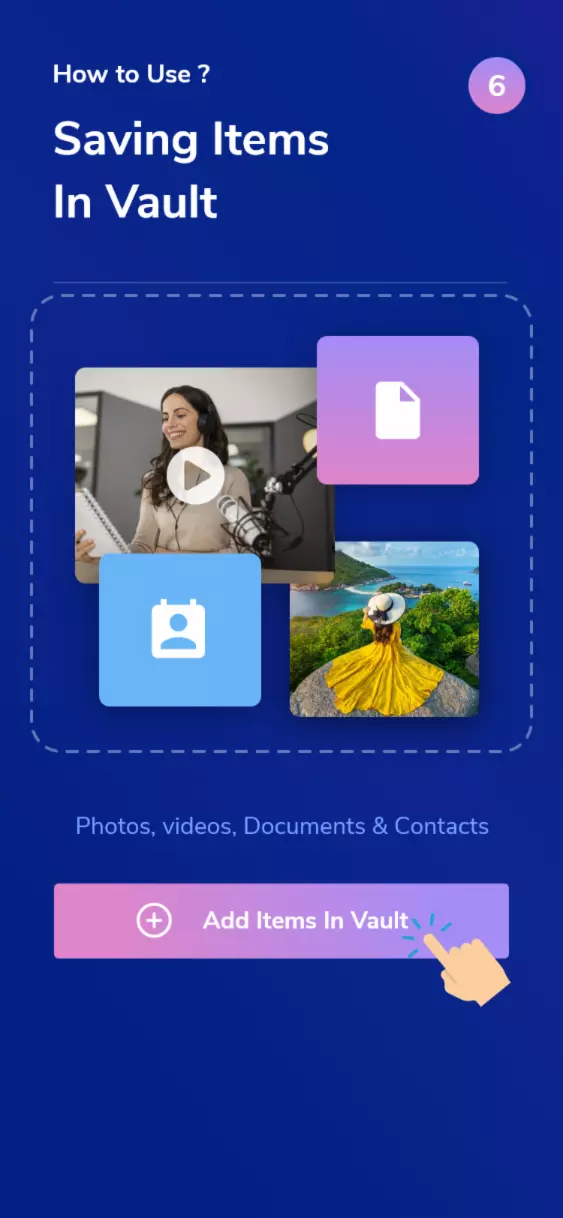 How to Use ?
6
Saving Items
In Vault
Photos, videos, Documents & Contacts
Add Items In Vault